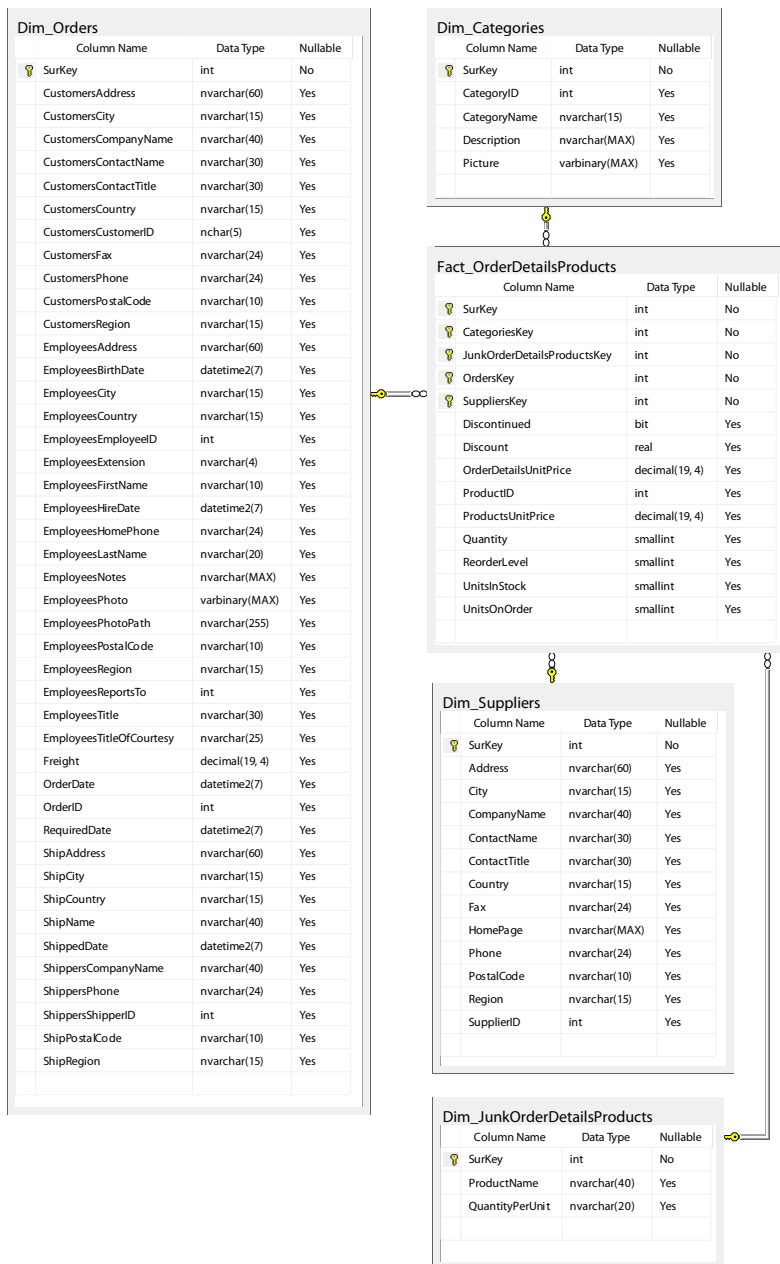 Dim_Orders
Column Name Data Type Nullable
SurKey int No
CustomersAddress nvarchar(60) Yes
CustomersCity nvarchar(15) Yes
CustomersCompanyName nvarchar(40) Yes
CustomersContactName nvarchar(30) Yes
CustomersContactTitle nvarchar(30) Yes
CustomersCountry nvarchar(15) Yes
CustomersCustomerID nchar(5) Yes
CustomersFax nvarchar(24) Yes
CustomersPhone nvarchar(24) Yes
CustomersPostalCode nvarchar(10) Yes
CustomersRegion nvarchar(15) Yes
EmployeesAddress nvarchar(60) Yes
EmployeesBirthDate datetime2(7) Yes
EmployeesCity nvarchar(15) Yes
EmployeesCountry nvarchar(15) Yes
EmployeesEmployeeID int Yes
EmployeesExtension nvarchar(4) Yes
EmployeesFirstName nvarchar(10) Yes
EmployeesHireDate datetime2(7) Yes
EmployeesHomePhone nvarchar(24) Yes
EmployeesLastName nvarchar(20) Yes
EmployeesNotes nvarchar(MAX) Yes
EmployeesPhoto varbinary(MAX) Yes
EmployeesPhotoPath nvarchar(255) Yes
EmployeesPostalCode nvarchar(10) Yes
EmployeesRegion nvarchar(15) Yes
EmployeesReportsTo int Yes
EmployeesTitle nvarchar(30) Yes
EmployeesTitleOfCourtesy nvarchar(25) Yes
Freight decimal(19, 4) Yes
OrderDate datetime2(7) Yes
OrderID int Yes
RequiredDate datetime2(7) Yes
ShipAddress nvarchar(60) Yes
ShipCity nvarchar(15) Yes
ShipCountry nvarchar(15) Yes
ShipName nvarchar(40) Yes
ShippedDate datetime2(7) Yes
ShippersCompanyName nvarchar(40) Yes
ShippersPhone nvarchar(24) Yes
ShippersShipperID int Yes
ShipPostalCode nvarchar(10) Yes
ShipRegion nvarchar(15) Yes
Dim_Categories
Column Name Data Type Nullable
SurKey int No
CategoryID int Yes
CategoryName nvarchar(15) Yes
Description nvarchar(MAX) Yes
Picture varbinary(MAX) Yes
Fact_OrderDetailsProducts
Column Name Data Type Nullable
SurKey int No
CategoriesKey int No
JunkOrderDetailsProductsKey int No
OrdersKey int No
SuppliersKey int No
Discontinued bit Yes
Discount real Yes
OrderDetailsUnitPrice decimal(19, 4) Yes
ProductID int Yes
ProductsUnitPrice decimal(19, 4) Yes
Quantity smallint Yes
ReorderLevel smallint Yes
UnitsInStock smallint Yes
UnitsOnOrder smallint Yes
Dim_Suppliers
Column Name Data Type Nullable
SurKey int No
Address nvarchar(60) Yes
City nvarchar(15) Yes
CompanyName nvarchar(40) Yes
ContactName nvarchar(30) Yes
ContactTitle nvarchar(30) Yes
Country nvarchar(15) Yes
Fax nvarchar(24) Yes
HomePage nvarchar(MAX) Yes
Phone nvarchar(24) Yes
PostalCode nvarchar(10) Yes
Region nvarchar(15) Yes
SupplierID int Yes
Dim_JunkOrderDetailsProducts
Column Name Data Type Nullable
SurKey int No
ProductName nvarchar(40) Yes
QuantityPerUnit nvarchar(20) Yes